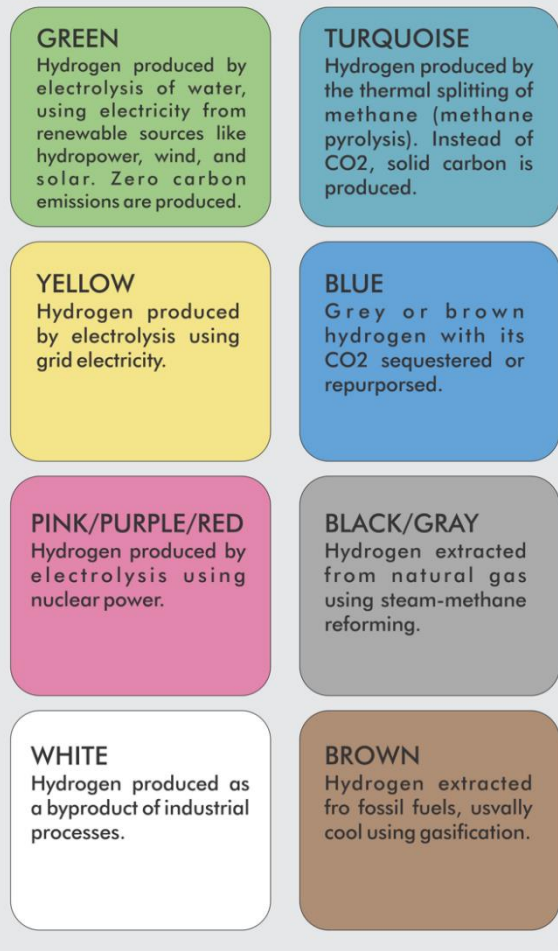 GREEN
Hydrogen produced by
electrolysis of water,
using electricity from
renewable sources like
hydropower, wind, and
solar. Zero carbon
emissions are produced.
TURQUOISE
Hydrogen produced by
the thermal splitting of
methane (methane
pyrolysis). Instead of
CO2, solid carbon is
produced.
YELLOW
Hydrogen produced
by electrolysis using
grid electricity.
BLUE
Grey or brown
hydrogen with its
CO2 sequestered or
repurporsed.
PINK/PURPLE/RED
Hydrogen produced by
electrolysis using
nuclear power.
BLACK/GRAY
Hydrogen extracted
from natural gas
using steam-methane
reforming.
WHITE
Hydrogen produced as
a byproduct of industrial
processes.
BROWN
Hydrogen extracted
fro fossil fuels, usvally
cool using gasification.